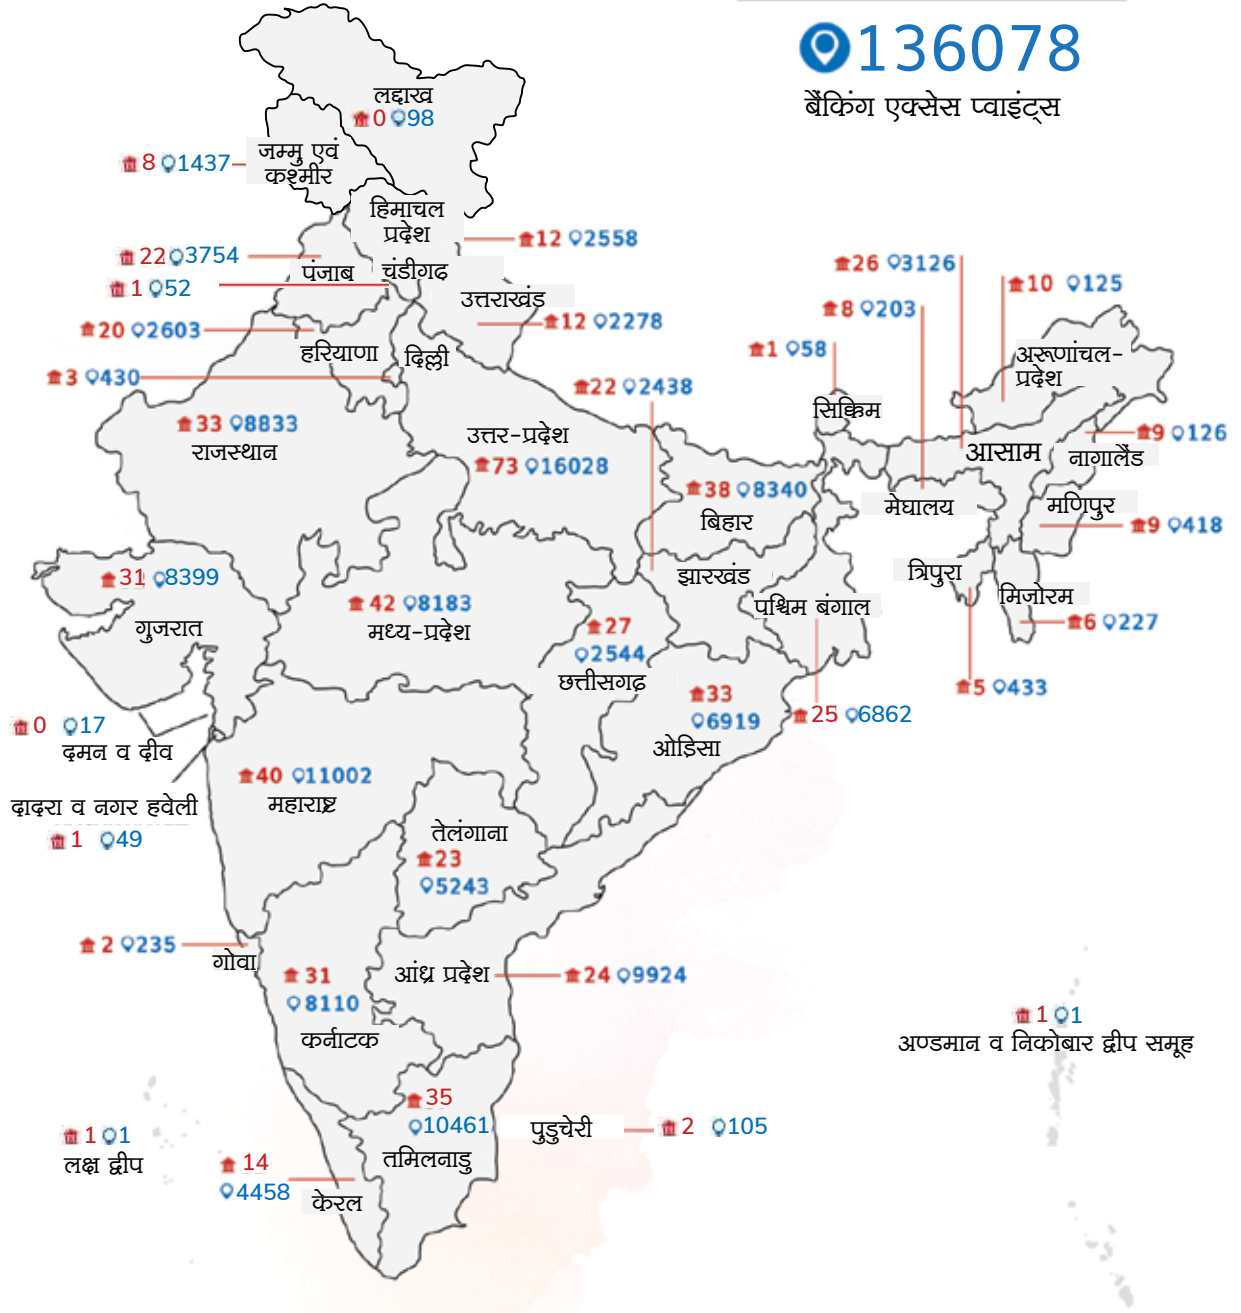 136078
बैंकिंग एक्सेस प्वाइंट्स
लद्दाख
0 98
8 1437
जम्मु एवं
कश्मीर
हिमाचल
प्रदेश
12 2558
22 3754
पंजाब
चंडीगढ़
1 52
उत्तराखंड
12 2278
20 2603
हरियाणा
दिल्ली
3 430
26 3126
10 125
8 203
1 58
अरूणांचल-
प्रदेश
22 2438
सिक्किम
33 8833
राजस्थान
उत्तर-प्रदेश
73 16028
आसाम
9 126
नागालैंड
38 8340
बिहार
मेघालय
मणिपुर
9 418
31 8399
गुजरात
42 8183
मध्य-प्रदेश
झारखंड
पश्चिम बंगाल
त्रिपुरा
मिजोरम
6 227
27
2544
छत्तीसगढ़
5 433
33
6919
ओड़िसा
25 6862
0 17
दमन व दीव
40 11002
महाराष्ट्र
दादरा व नगर हवेली
1 49
तेलंगाना
23
5243
2 235
गोवा
31
8110
कर्नाटक
आंध्र प्रदेश
24 9924
1 1
अण्डमान व निकोबार द्वीप समूह
35
10461
तमिलनाडु
पुडुचेरी
2 105
1 1
लक्ष द्वीप
14
4458
केरल